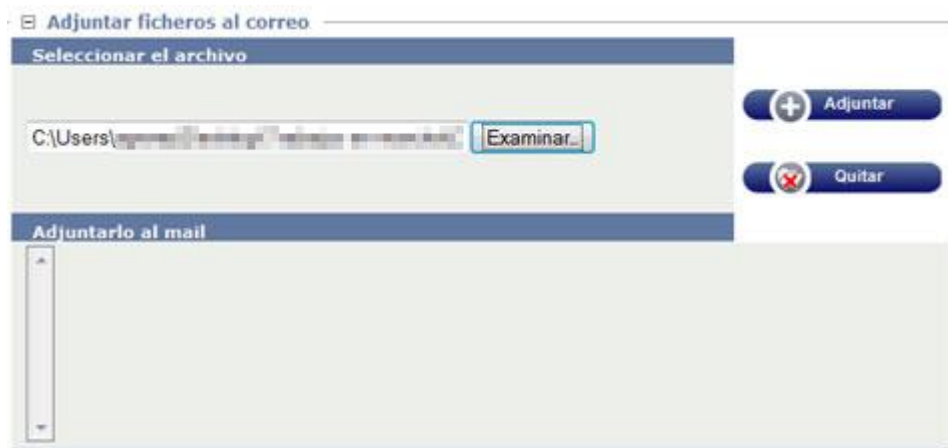 Adjuntar ficheros al correo
Seleccionar el archivo
Adjuntar
C:\Users\
Examinar..
Quitar
Adjuntarlo al mail